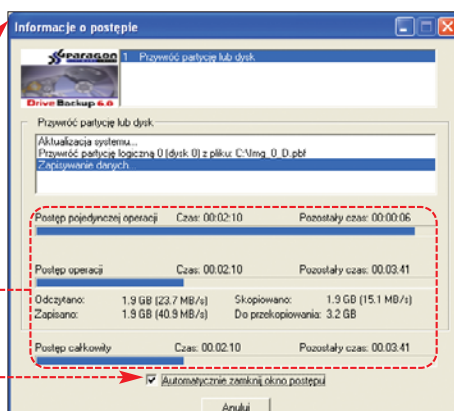 Informacje o postępie
Paragon
1 Przywróć partycję lub dysk
Drive Backup 6.0
Przywróć partycję lub dysk
Aktualizacja systemu...
Przywróć partycję logiczną 0 (dysk 0) z pliku: C:\Img_0_D.pbf
Zapisywanie danych...
Postęp pojedynczej operacji Czas: 00:02:10 Pozostały czas: 00:00:06
Postęp operacji Czas: 00.02.10 Pozostały czas: 00.03.41
Odczytano: 1.9 GB (23.7 MB/s) Skopiowano: 1.9 GB (15.1 MB/s)
Zapisano: 1.9 GB (40.9 MB/s) Do przekopiowania: 3.2 GB
Postęp całkowity Czas: 00.02.10 Pozostały czas: 00.03.41
Automatycznie zamknij okno postępu
Anuluj